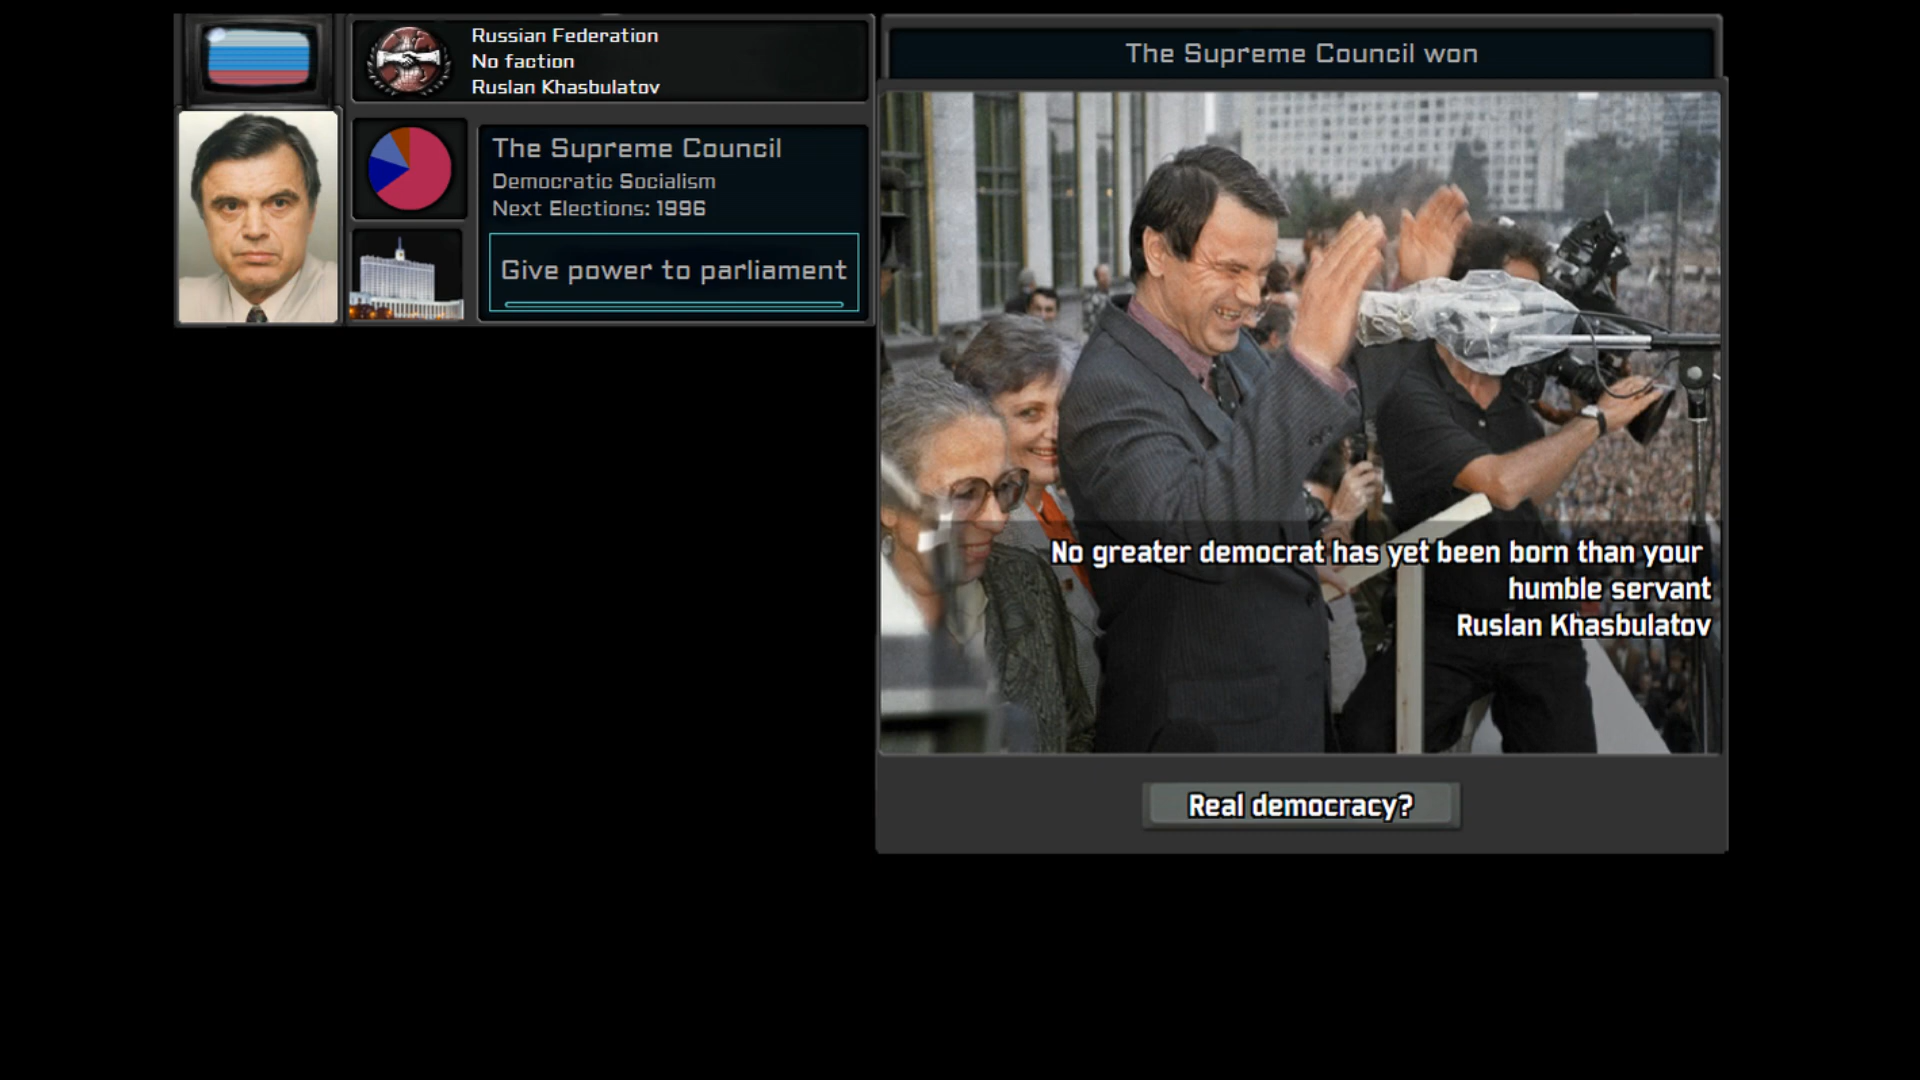 Russian Federation
No faction
Ruslan Khasbulatov
The Supreme Council
Democratic Socialism
Next Elections: 1996
Give power to parliament
The Supreme Council won
No greater democrat has yet been born than your
humble servant
Ruslan Khasbulatov
Real democracy?